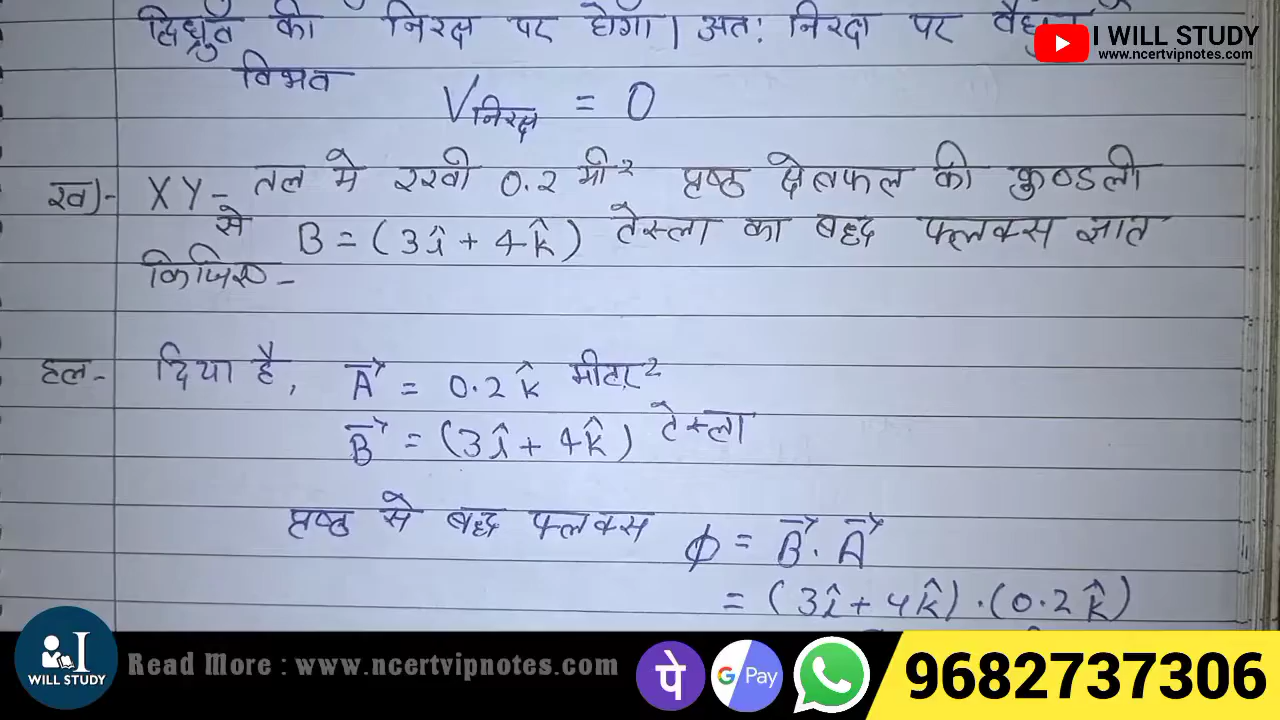 द्विध्रुव की निरक्ष पर होगा। अत: निरक्ष पर
विभव
V निरक्ष = 0
ख)- XY- तल मे रखी 0.2 मी² प्रष्ठ क्षेत्रफल की कुण्डली
से B = (3î + 4k̂) टेस्ला का बद्ध फ्लक्स ज्ञात
किजिए -
हल- दिया है, A⃗ = 0.2 k̂ मीटर²
B⃗ = (3î + 4k̂) टेस्ला
प्रष्ठ से बद्ध फ्लक्स ϕ = B⃗ . A⃗
= (3î + 4k̂) . (0.2 k̂)
I WILL STUDY
www.ncertvipnotes.com
I
WILL STUDY
Read More : www.ncertvipnotes.com
पे
G Pay
9682737306